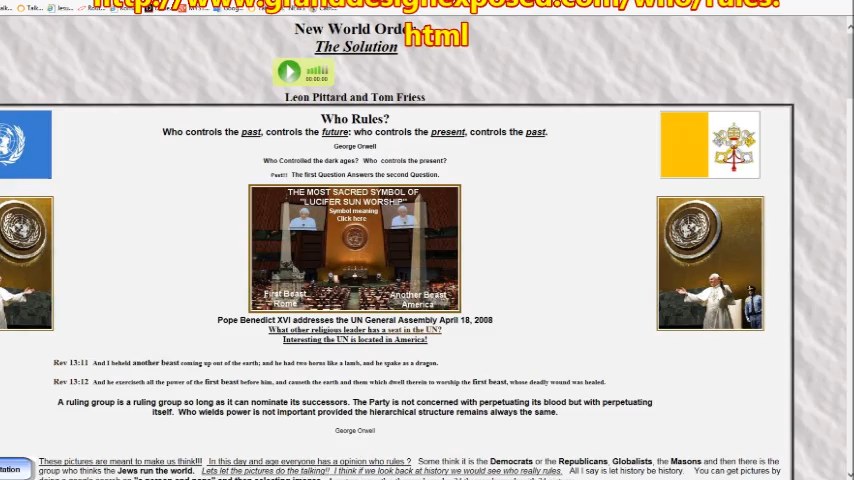 http://www.granddesignexposed.com/who/rules.
html
New World Orde
The Solution
00:00:00
Leon Pittard and Tom Friess
Who Rules?
Who controls the past, controls the future: who controls the present, controls the past.
George Orwell
Who Controlled the dark ages? Who controls the present?
Psst!! The first Question Answers the second Question.
THE MOST SACRED SYMBOL OF
"LUCIFER SUN WORSHIP"
Symbol meaning
Click here
First Beast
Rome
Another Beast
America
Pope Benedict XVI addresses the UN General Assembly April 18, 2008
What other religious leader has a seat in the UN?
Interesting the UN is located in America!
Rev 13:11 And I beheld another beast coming up out of the earth; and he had two horns like a lamb, and he spake as a dragon.
Rev 13:12 And he exerciseth all the power of the first beast before him, and causeth the earth and them which dwell therein to worship the first beast, whose deadly wound was healed.
A ruling group is a ruling group so long as it can nominate its successors. The Party is not concerned with perpetuating its blood but with perpetuating
itself. Who wields power is not important provided the hierarchical structure remains always the same.
George Orwell
These pictures are meant to make us think!!! In this day and age everyone has a opinion who rules ? Some think it is the Democrats or the Republicans, Globalists, the Masons and then there is the
tation
group who thinks the Jews run the world. Lets let the pictures do the talking!! I think if we look back at history we would see who really rules. All I say is let history be history. You can get pictures by